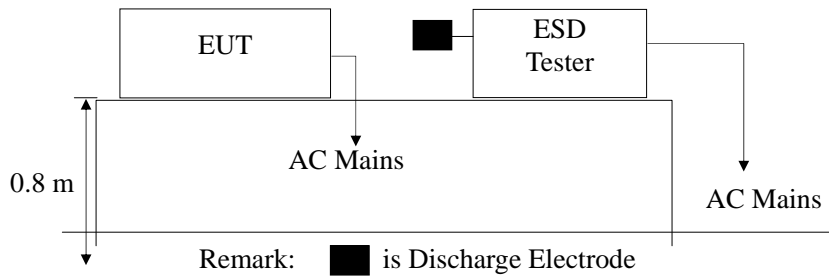 EUT
ESD
Tester
AC Mains
0.8 m
AC Mains
Remark: is Discharge Electrode